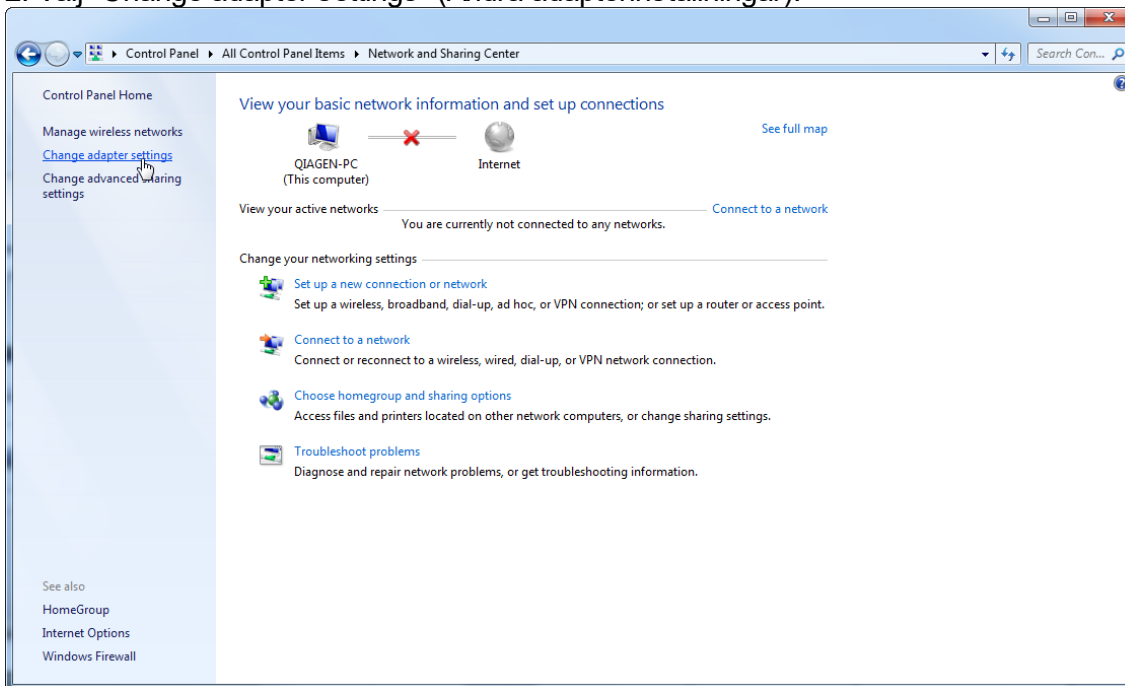 2. Välj "Change adapter settings" (Ändra adapterinställningar).
Control Panel ▸ All Control Panel Items ▸ Network and Sharing Center
Search Con...
Control Panel Home
Manage wireless networks
Change adapter settings
Change advanced sharing
settings
View your basic network information and set up connections
See full map
QIAGEN-PC
(This computer)
Internet
View your active networks
Connect to a network
You are currently not connected to any networks.
Change your networking settings
Set up a new connection or network
Set up a wireless, broadband, dial-up, ad hoc, or VPN connection; or set up a router or access point.
Connect to a network
Connect or reconnect to a wireless, wired, dial-up, or VPN network connection.
Choose homegroup and sharing options
Access files and printers located on other network computers, or change sharing settings.
Troubleshoot problems
Diagnose and repair network problems, or get troubleshooting information.
See also
HomeGroup
Internet Options
Windows Firewall